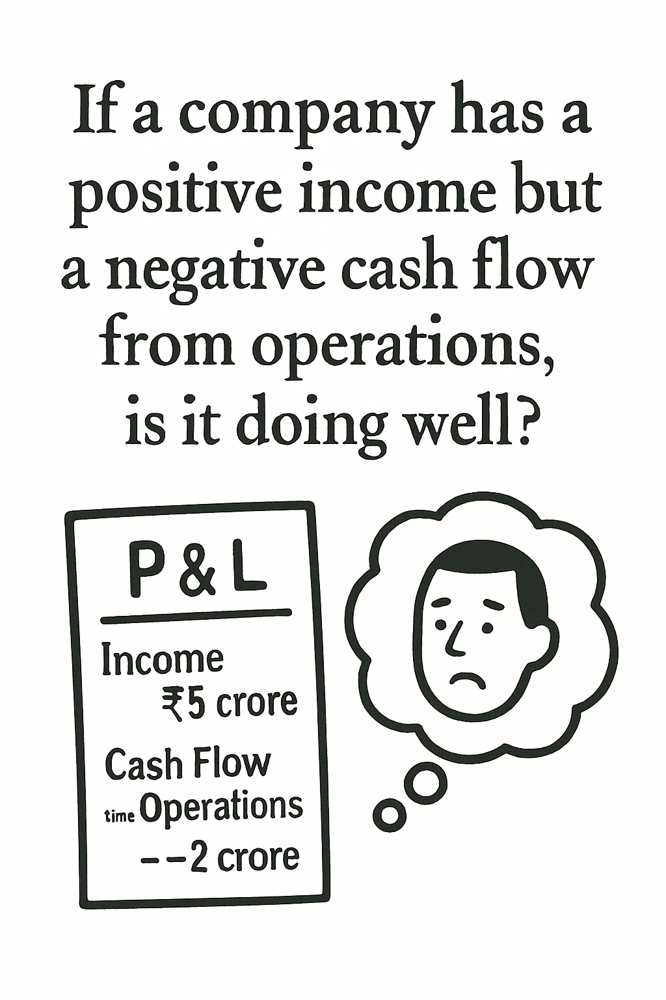 If a company has a
positive income but
a negative cash flow
from operations,
is it doing well?
P & L
Income
₹5 crore
Cash Flow
time Operations
– –2 crore